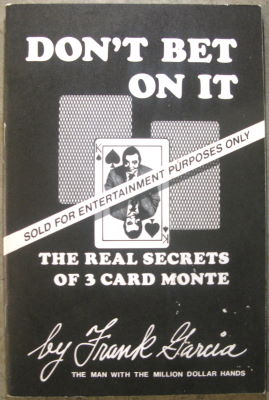 DON'T BET
ON IT
K
SOLD FOR ENTERTAINMENT PURPOSES ONLY
THE REAL SECRETS
OF 3 CARD MONTE
by Frank Garcia
THE MAN WITH THE MILLION DOLLAR HANDS